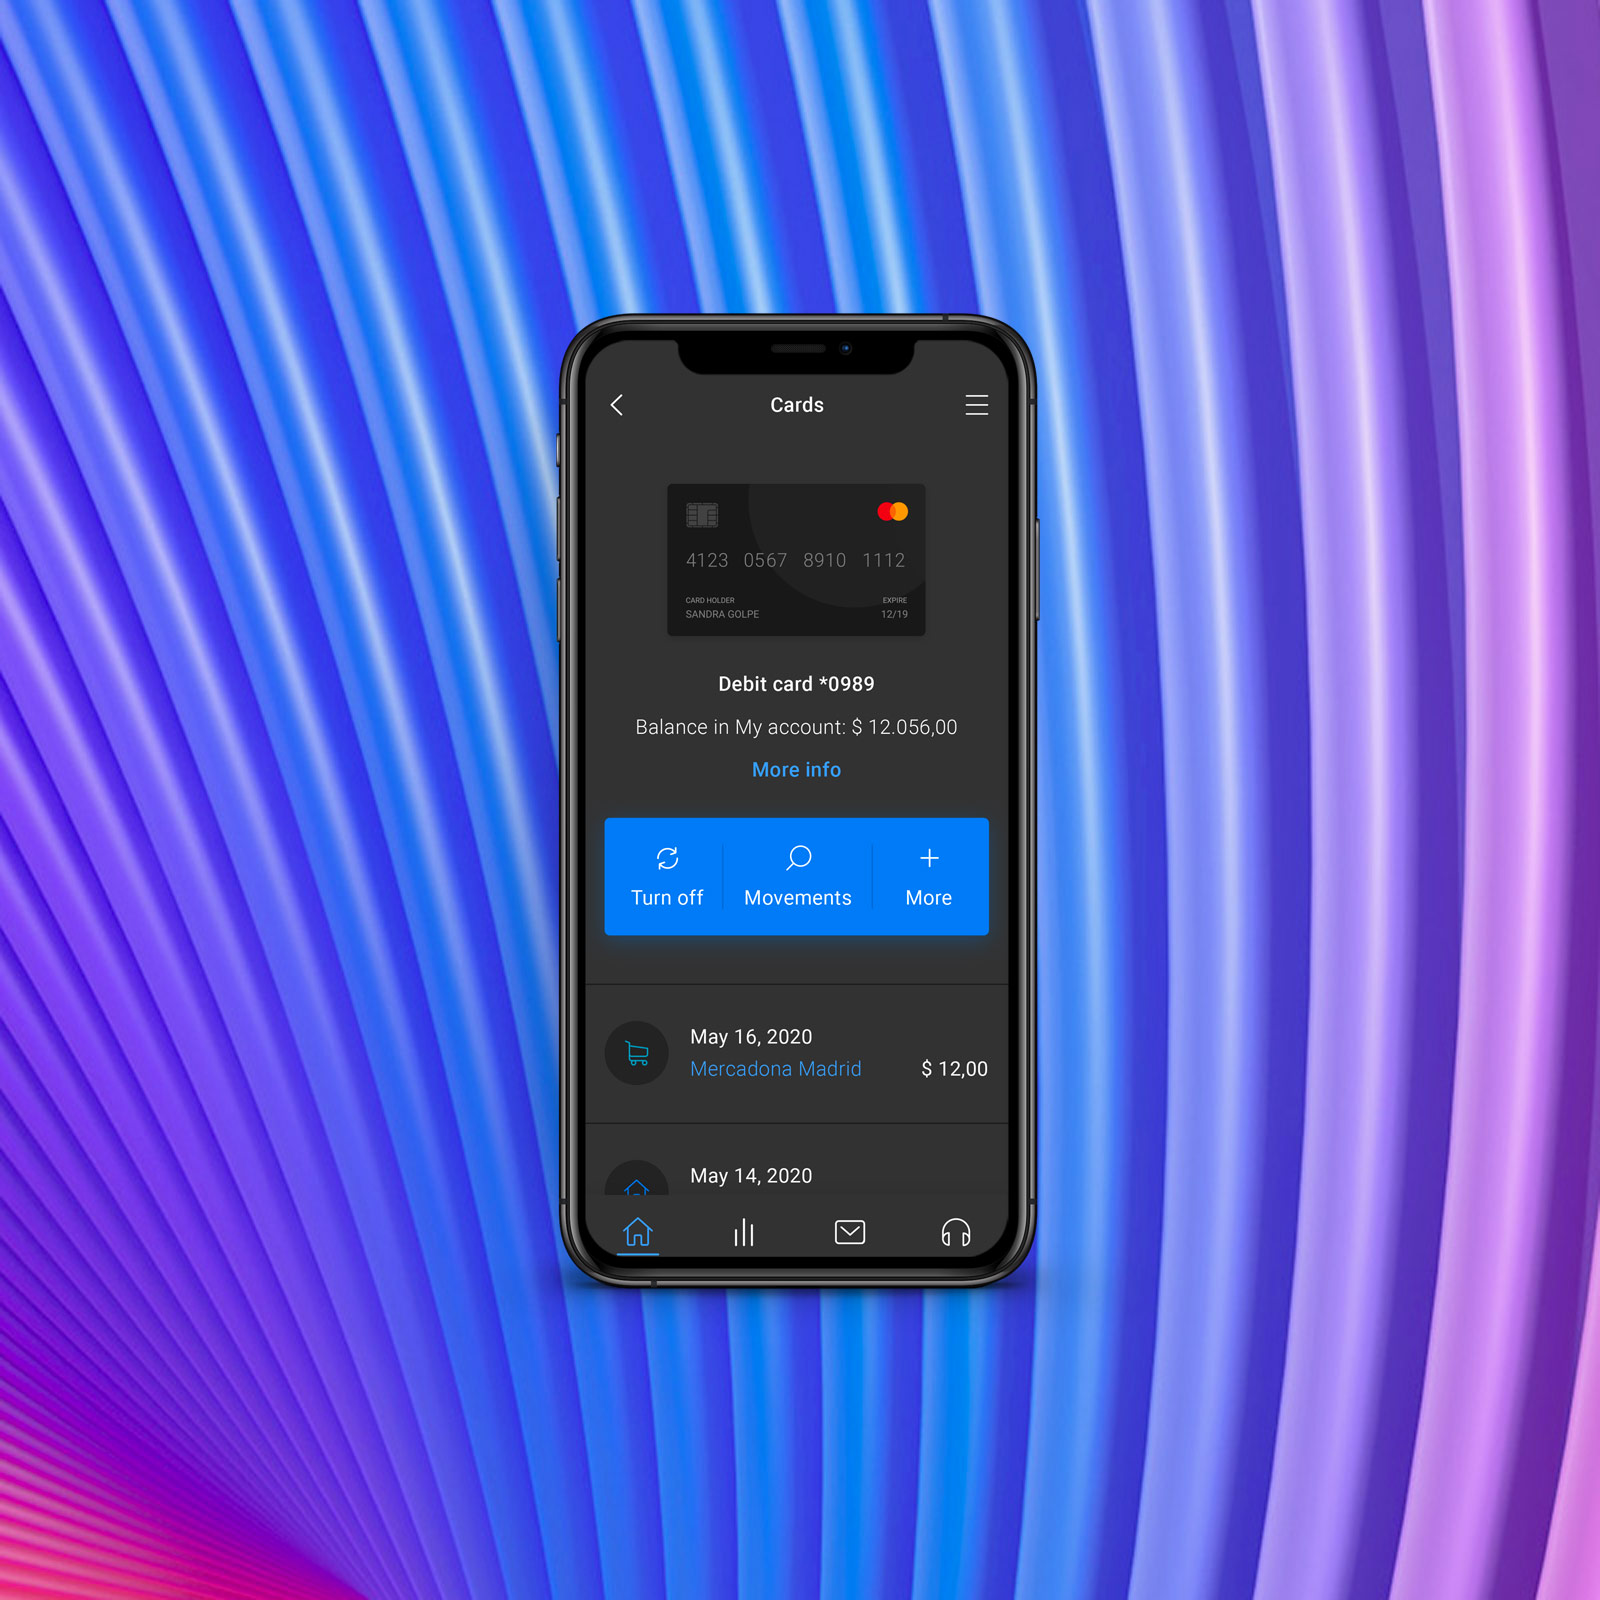 Cards
4123 0567 8910 1112
CARD HOLDER EXPIRE
SANDRA GOLPE 12/19
Debit card *0989
Balance in My account: $ 12.056,00
More info
Turn off Movements More
May 16, 2020
Mercadona Madrid $ 12,00
May 14, 2020